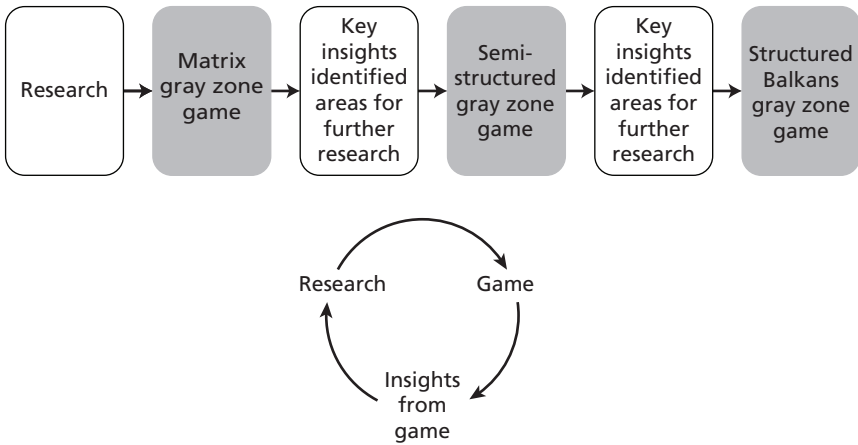 Research
Matrix
gray zone
game
Key
insights
identified
areas for
further
research
Semi-
structured
gray zone
game
Key
insights
identified
areas for
further
research
Structured
Balkans
gray zone
game
Research
Game
Insights
from
game